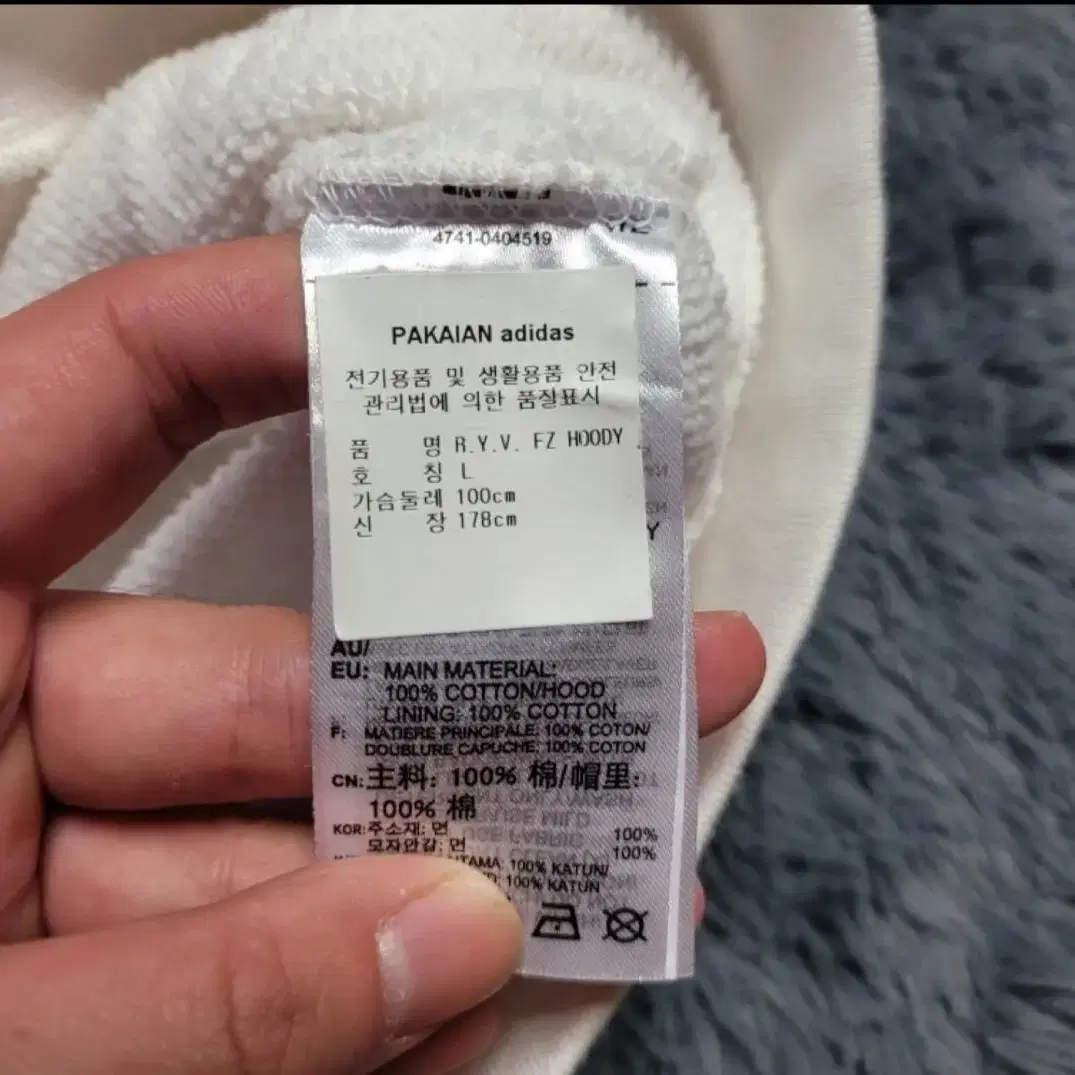 4741-0404519
PAKAIAN adidas
전기용품 및 생활용품 안전
관리법에 의한 품질표시
품 명 R.Y.V. FZ HOODY
호 칭 L
가슴둘레 100cm
신 장 178cm
AU/
EU: MAIN MATERIAL:
100% COTTON/HOOD
LINING: 100% COTTON
F: MATIERE PRINCIPALE: 100% COTON/
DOUBLURE CAPUCHE: 100% COTON
CN: 主料: 100% 棉/帽里:
100% 棉
KOR: 주소재: 면 100%
모자안감: 면 100%
UTAMA: 100% KATUN/
100% KATUN